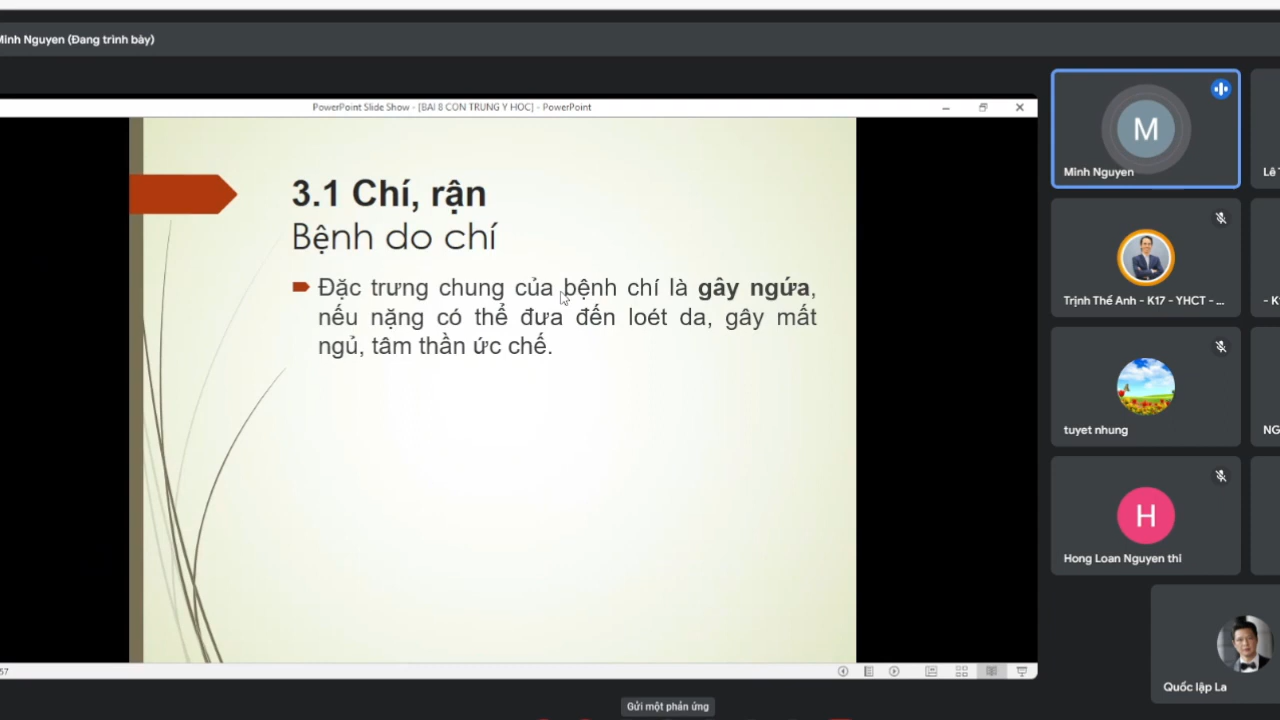 Minh Nguyen (Đang trình bày)
PowerPoint Slide Show - [BAI 8 CON TRUNG Y HOC] - PowerPoint
3.1 Chí, rận
Bệnh do chí
Đặc trưng chung của bệnh chí là gây ngứa,
nếu nặng có thể đưa đến loét da, gây mất
ngủ, tâm thần ức chế.
57
Gửi một phản ứng
M
Minh Nguyen
Lê
Trịnh Thế Anh - K17 - YHCT - ...
- K
tuyet nhung
NG
H
Hong Loan Nguyen thi
Quốc lập La